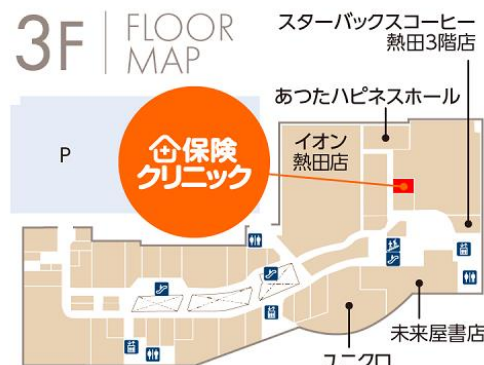 3F
FLOOR
MAP
スターバックスコーヒー
熱田3階店
あつたハピネスホール
P
保険
クリニック
イオン
熱田店
未来屋書店
ユニクロ